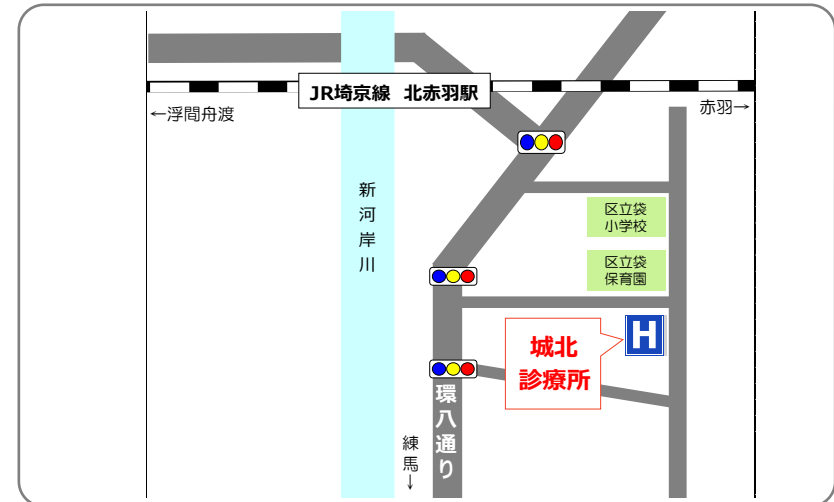 JR埼京線 北赤羽駅
←浮間舟渡
赤羽→
新河岸川
区立袋
小学校
区立袋
保育園
H
城北
診療所
環八通り
練馬↓